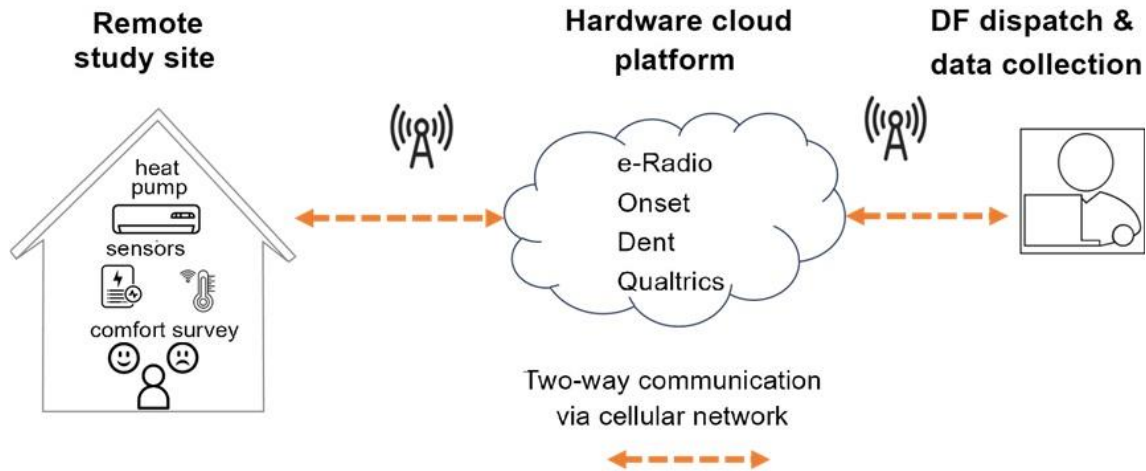 Remote
study site
Hardware cloud
platform
DF dispatch &
data collection
heat
pump
sensors
comfort survey
e-Radio
Onset
Dent
Qualtrics
Two-way communication
via cellular network